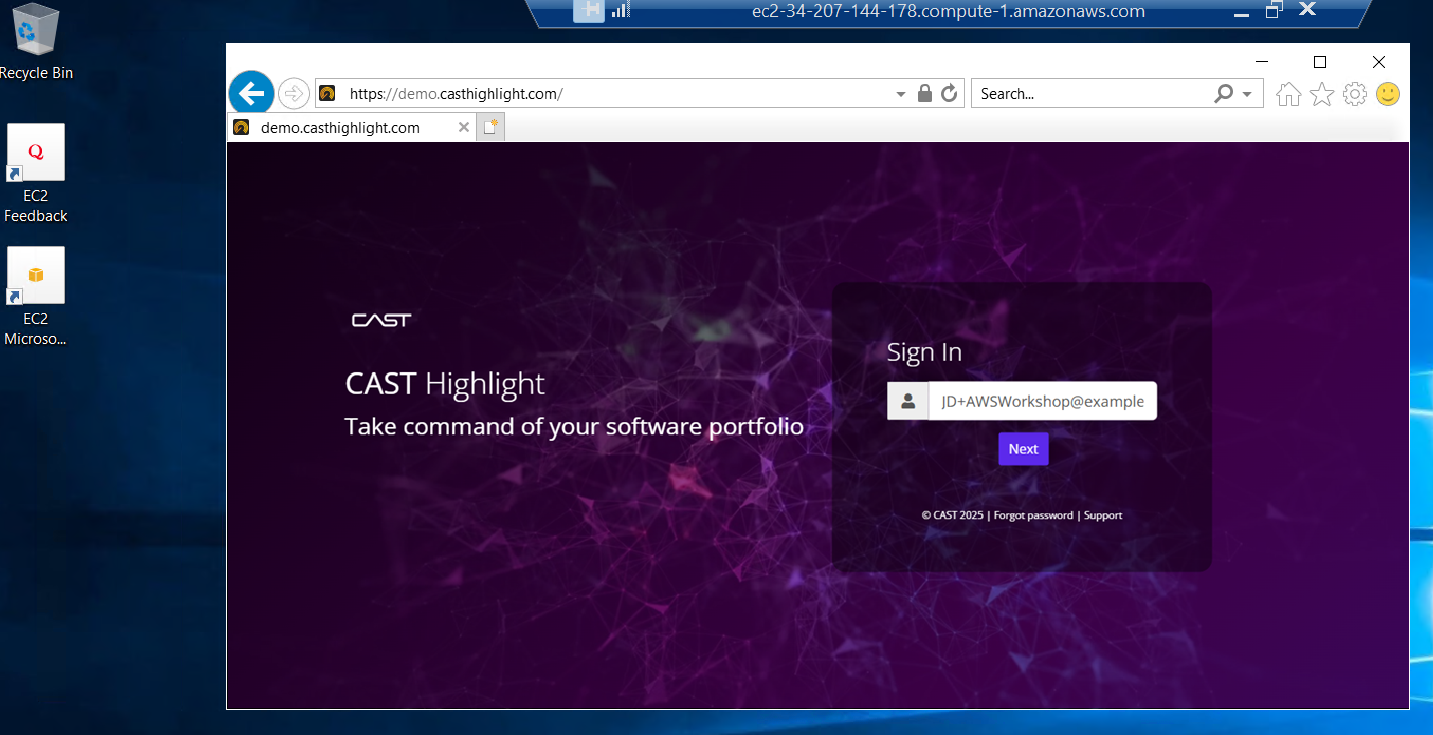 ec2-34-207-144-178.compute-1.amazonaws.com
Recycle Bin
EC2
Feedback
EC2
Microso...
https://demo.casthighlight.com/
Search...
demo.casthighlight.com
CAST
CAST Highlight
Take command of your software portfolio
Sign In
JD+AWSWorkshop@example
Next
© CAST 2025 | Forgot password | Support